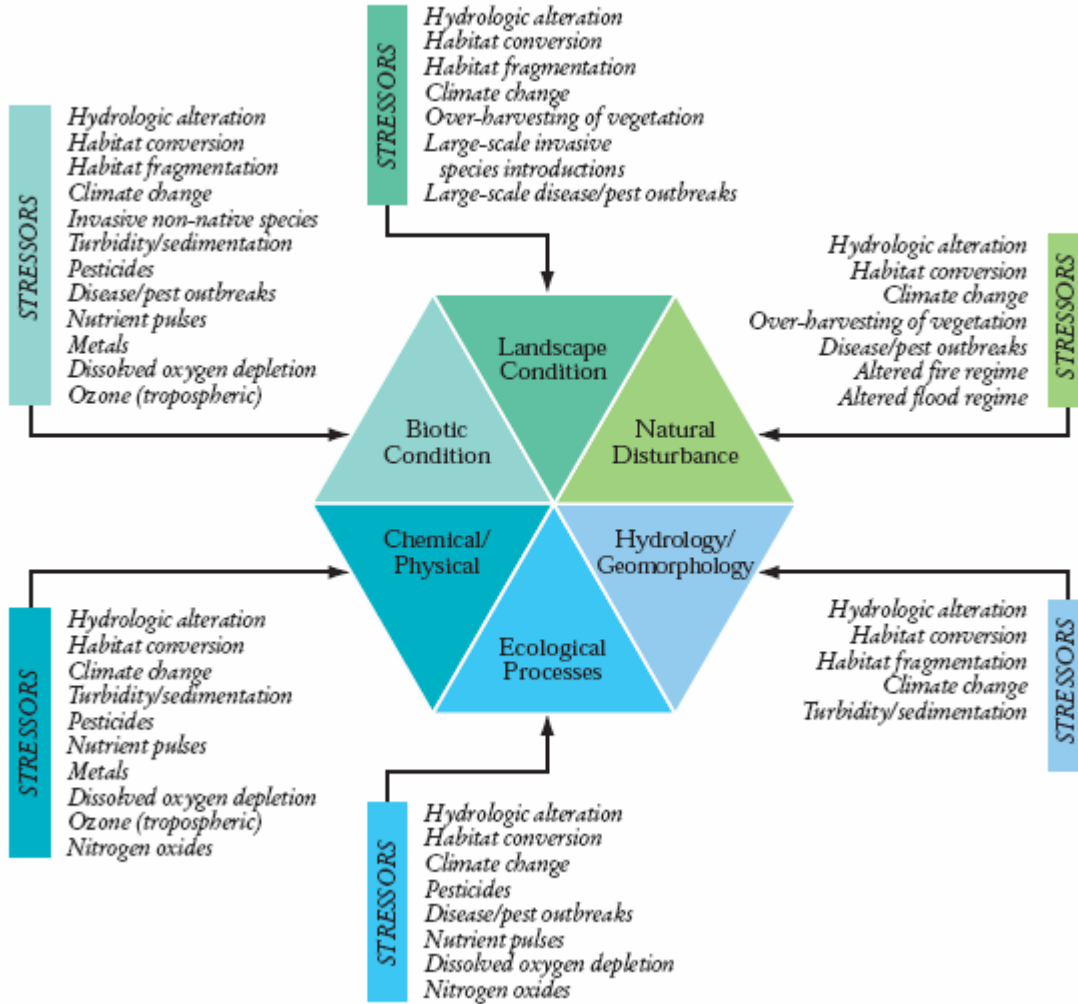 STRESSORS
Hydrologic alteration
Habitat conversion
Habitat fragmentation
Climate change
Over-harvesting of vegetation
Large-scale invasive
species introductions
Large-scale disease/pest outbreaks
STRESSORS
Hydrologic alteration
Habitat conversion
Habitat fragmentation
Climate change
Invasive non-native species
Turbidity/sedimentation
Pesticides
Disease/pest outbreaks
Nutrient pulses
Metals
Dissolved oxygen depletion
Ozone (tropospheric)
STRESSORS
Hydrologic alteration
Habitat conversion
Climate change
Over-harvesting of vegetation
Disease/pest outbreaks
Altered fire regime
Altered flood regime
Landscape
Condition
Biotic
Condition
Natural
Disturbance
Chemical/
Physical
Hydrology/
Geomorphology
Ecological
Processes
STRESSORS
Hydrologic alteration
Habitat conversion
Climate change
Turbidity/sedimentation
Pesticides
Nutrient pulses
Metals
Dissolved oxygen depletion
Ozone (tropospheric)
Nitrogen oxides
STRESSORS
Hydrologic alteration
Habitat conversion
Habitat fragmentation
Climate change
Turbidity/sedimentation
STRESSORS
Hydrologic alteration
Habitat conversion
Climate change
Pesticides
Disease/pest outbreaks
Nutrient pulses
Dissolved oxygen depletion
Nitrogen oxides